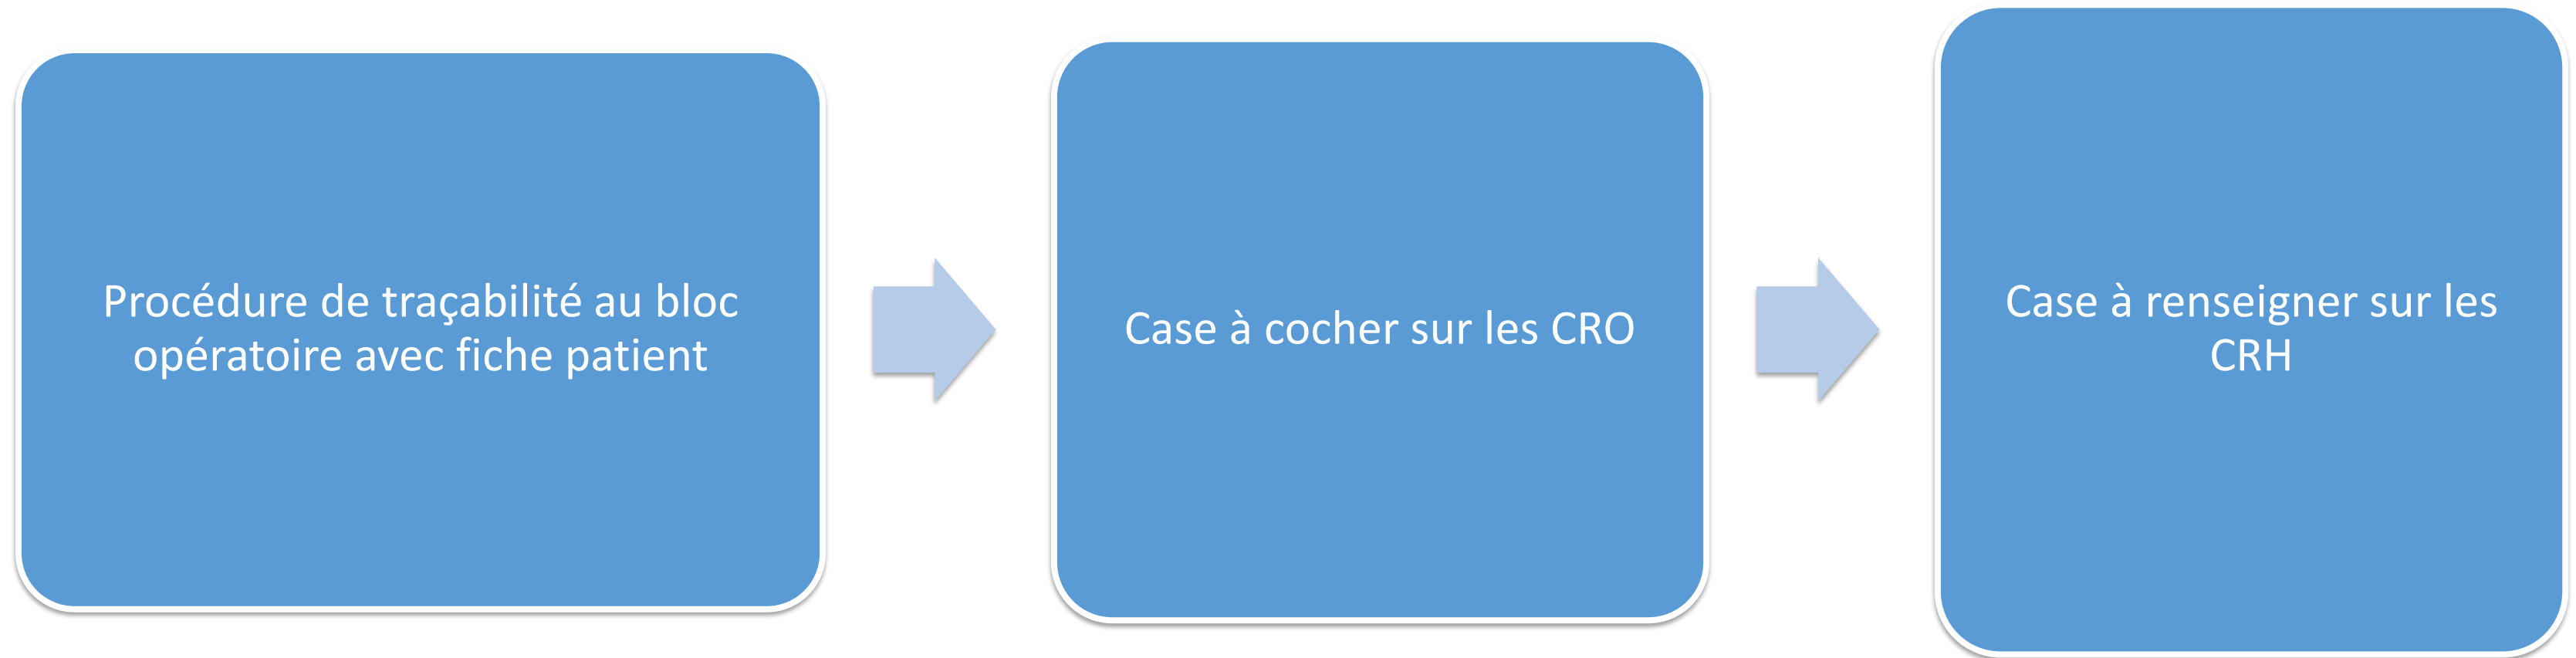 Procédure de traçabilité au bloc
opératoire avec fiche patient
Case à cocher sur les CRO
Case à renseigner sur les
CRH